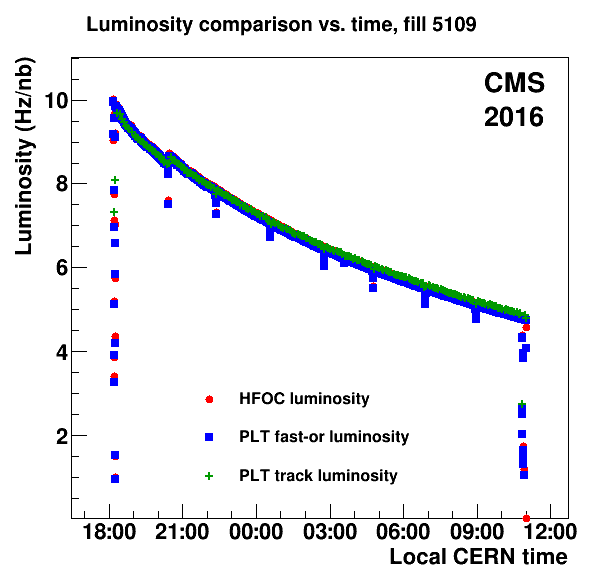 Luminosity comparison vs. time, fill 5109
Luminosity (Hz/nb)
CMS
2016
10
8
6
4
2
HFOC luminosity
PLT fast-or luminosity
PLT track luminosity
18:00 21:00 00:00 03:00 06:00 09:00 12:00
Local CERN time